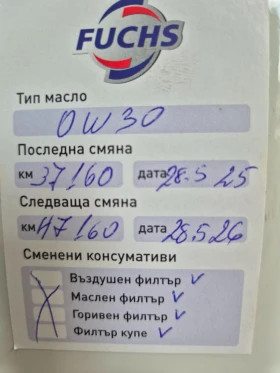 FUCHS
Тип масло
0W30
Последна смяна
км 37160 дата 28.5 25
Следваща смяна
км 47160 дата 28.5.26
Сменени консумативи
Въздушен филтър ✓
Маслен филтър ✓
Горивен филтър ✓
Филтър купе ✓